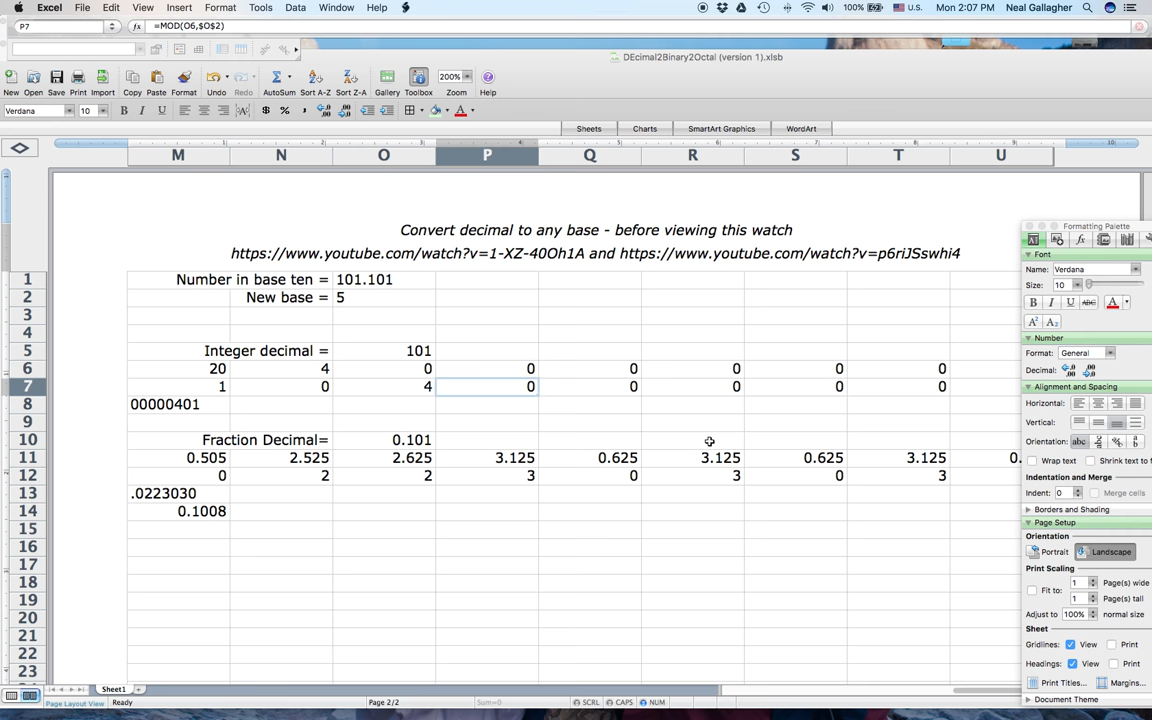 Excel File Edit View Insert Format Tools Data Window Help 100% U.S. Mon 2:07 PM Neal Gallagher
P7 fx =MOD(O6,$O$2)
DEcimal2Binary2Octal (version 1).xlsb
200%
New Open Save Print Import Copy Paste Format Undo Redo AutoSum Sort A-Z Sort Z-A Gallery Toolbox Zoom Help
Verdana 10 B I U ABC $ % , A
Sheets Charts SmartArt Graphics WordArt
M N O P Q R S T U
Convert decimal to any base - before viewing this watch
https://www.youtube.com/watch?v=1-XZ-40Oh1A and https://www.youtube.com/watch?v=p6riJSswhi4
1 Number in base ten = 101.101
2 New base = 5
3
4
5 Integer decimal = 101
6 20 4 0 0 0 0 0 0
7 1 0 4 0 0 0 0 0
8 00000401
9
10 Fraction Decimal= 0.101
11 0.505 2.525 2.625 3.125 0.625 3.125 0.625 3.125 0.
12 0 2 2 3 0 3 0 3
13 .0223030
14 0.1008
15
16
17
18
19
20
21
22
23
Formatting Palette
Font
Name: Verdana
Size: 10
B I U ABC A
A² A₂
Number
Format: General
Decimal:
Alignment and Spacing
Horizontal:
Vertical:
Orientation: abc
Wrap text Shrink text to f
Indentation and Merge
Indent: 0 Merge cells
Borders and Shading
Page Setup
Orientation
Portrait Landscape
Print Scaling
Fit to: 1 Page(s) wide
1 Page(s) tall
Adjust to 100% normal size
Sheet
Gridlines: View Print
Headings: View Print
Print Titles... Margins...
Document Theme
Sheet1
Page Layout View Ready Page 2/2 Sum=0 SCRL CAPS NUM